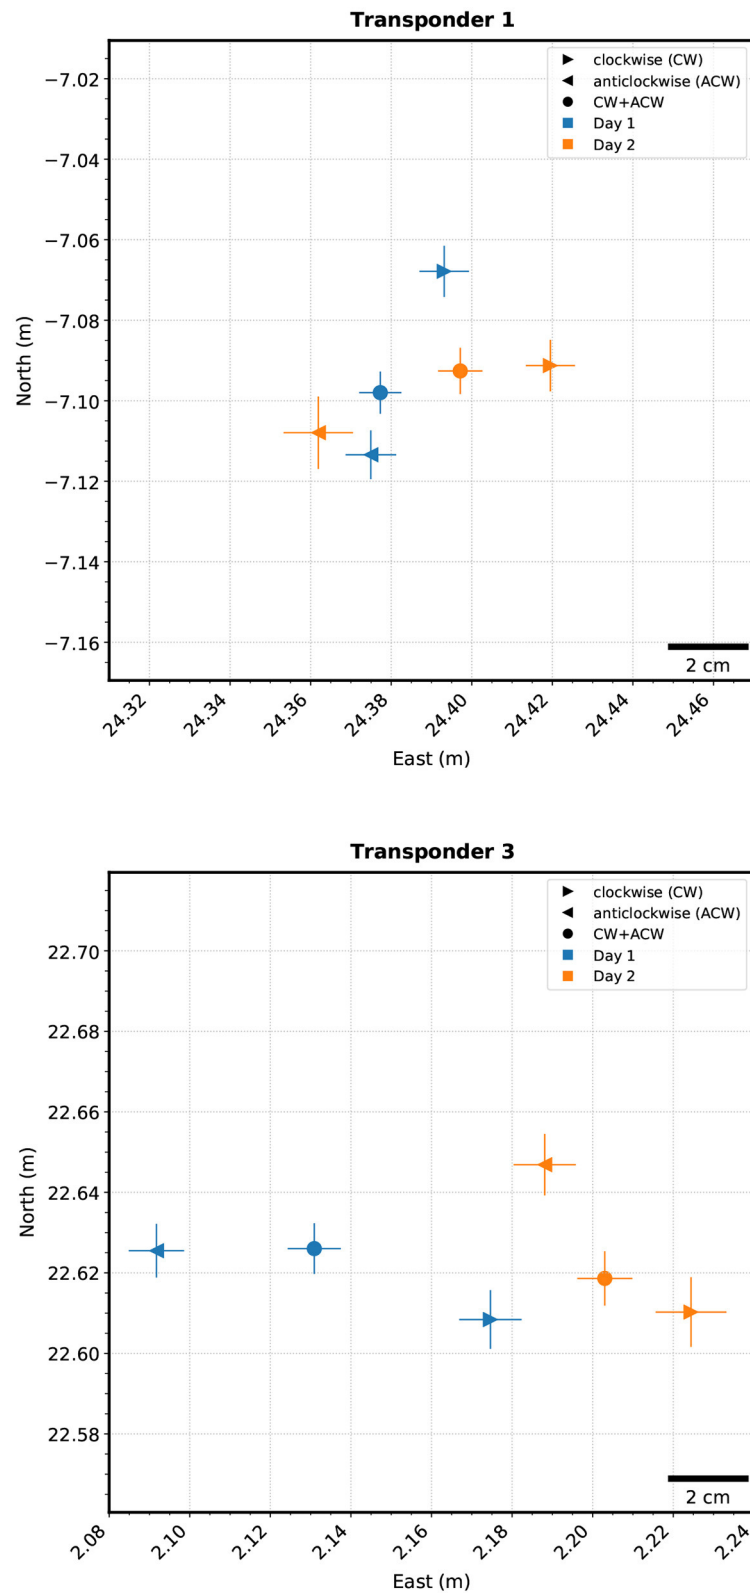 Transponder 1
clockwise (CW)
anticlockwise (ACW)
CW+ACW
Day 1
Day 2
−7.02
−7.04
−7.06
−7.08
−7.10
−7.12
−7.14
−7.16
North (m)
2 cm
24.32
24.34
24.36
24.38
24.40
24.42
24.44
24.46
East (m)
Transponder 3
clockwise (CW)
anticlockwise (ACW)
CW+ACW
Day 1
Day 2
22.70
22.68
22.66
22.64
22.62
22.60
22.58
North (m)
2 cm
2.08
2.10
2.12
2.14
2.16
2.18
2.20
2.22
2.24
East (m)